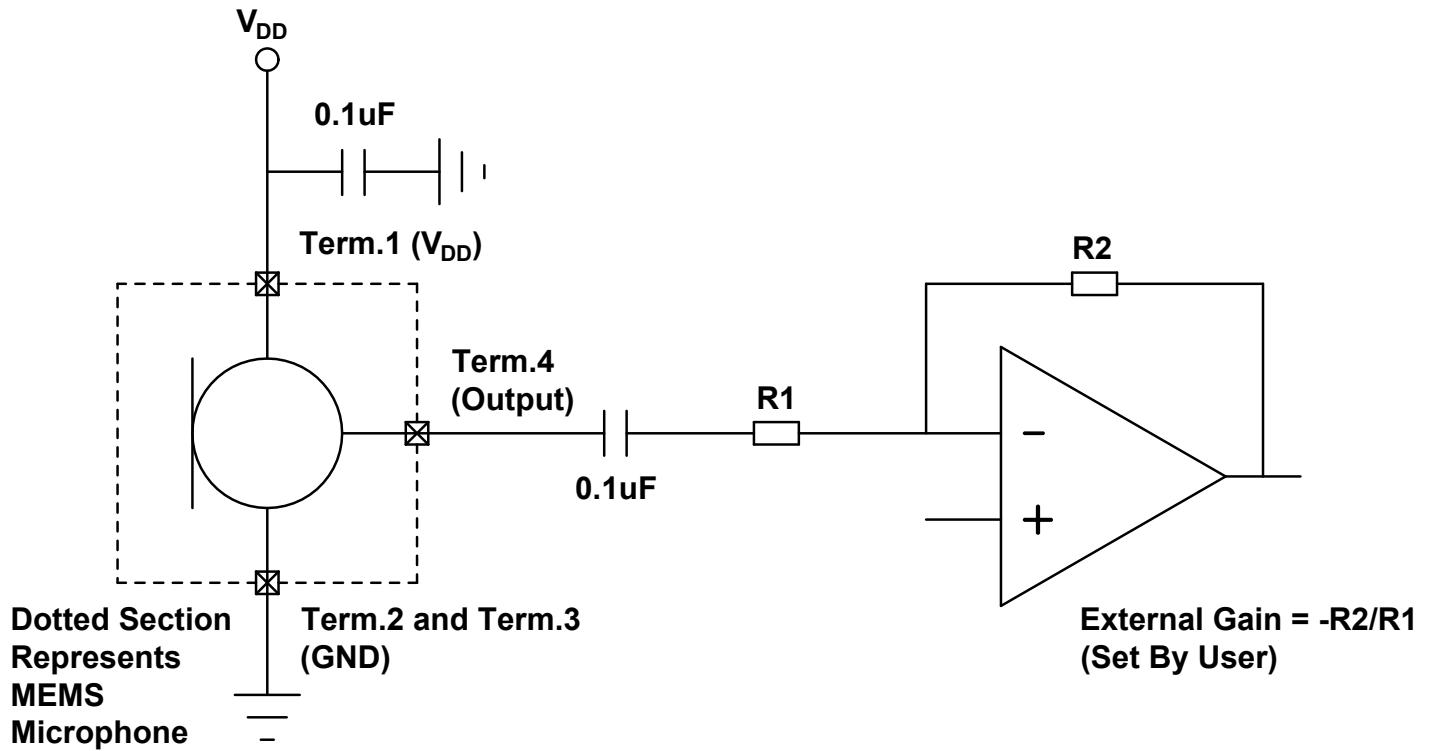 VDD
0.1uF
Term.1 (VDD)
R2
Term.4
(Output)
R1
0.1uF
-
+
Dotted Section
Represents
MEMS
Microphone
Term.2 and Term.3
(GND)
External Gain = -R2/R1
(Set By User)